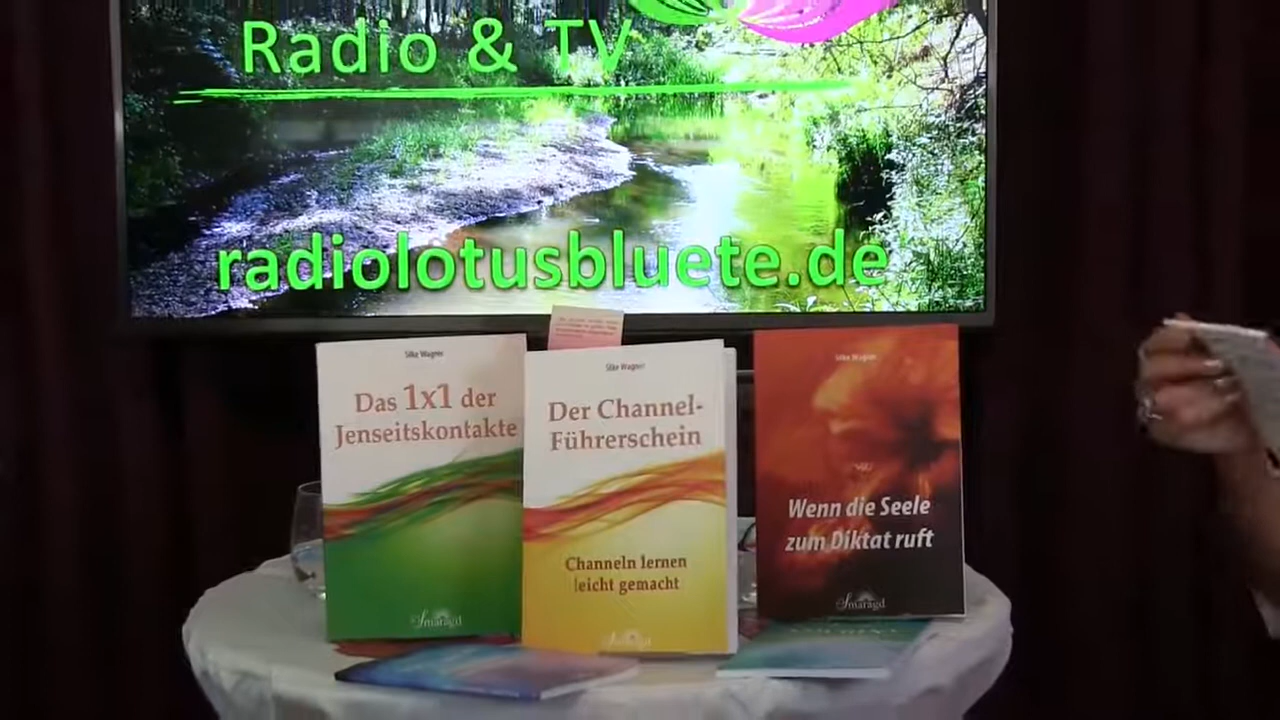 Radio & TV
radiolotusbluete.de
Silke Wagner
Das 1x1 der
Jenseitskontakte
Smaragd
Silke Wagner
Der Channel-
Führerschein
Channeln lernen
leicht gemacht
Silke Wagner
Wenn die Seele
zum Diktat ruft
Smaragd